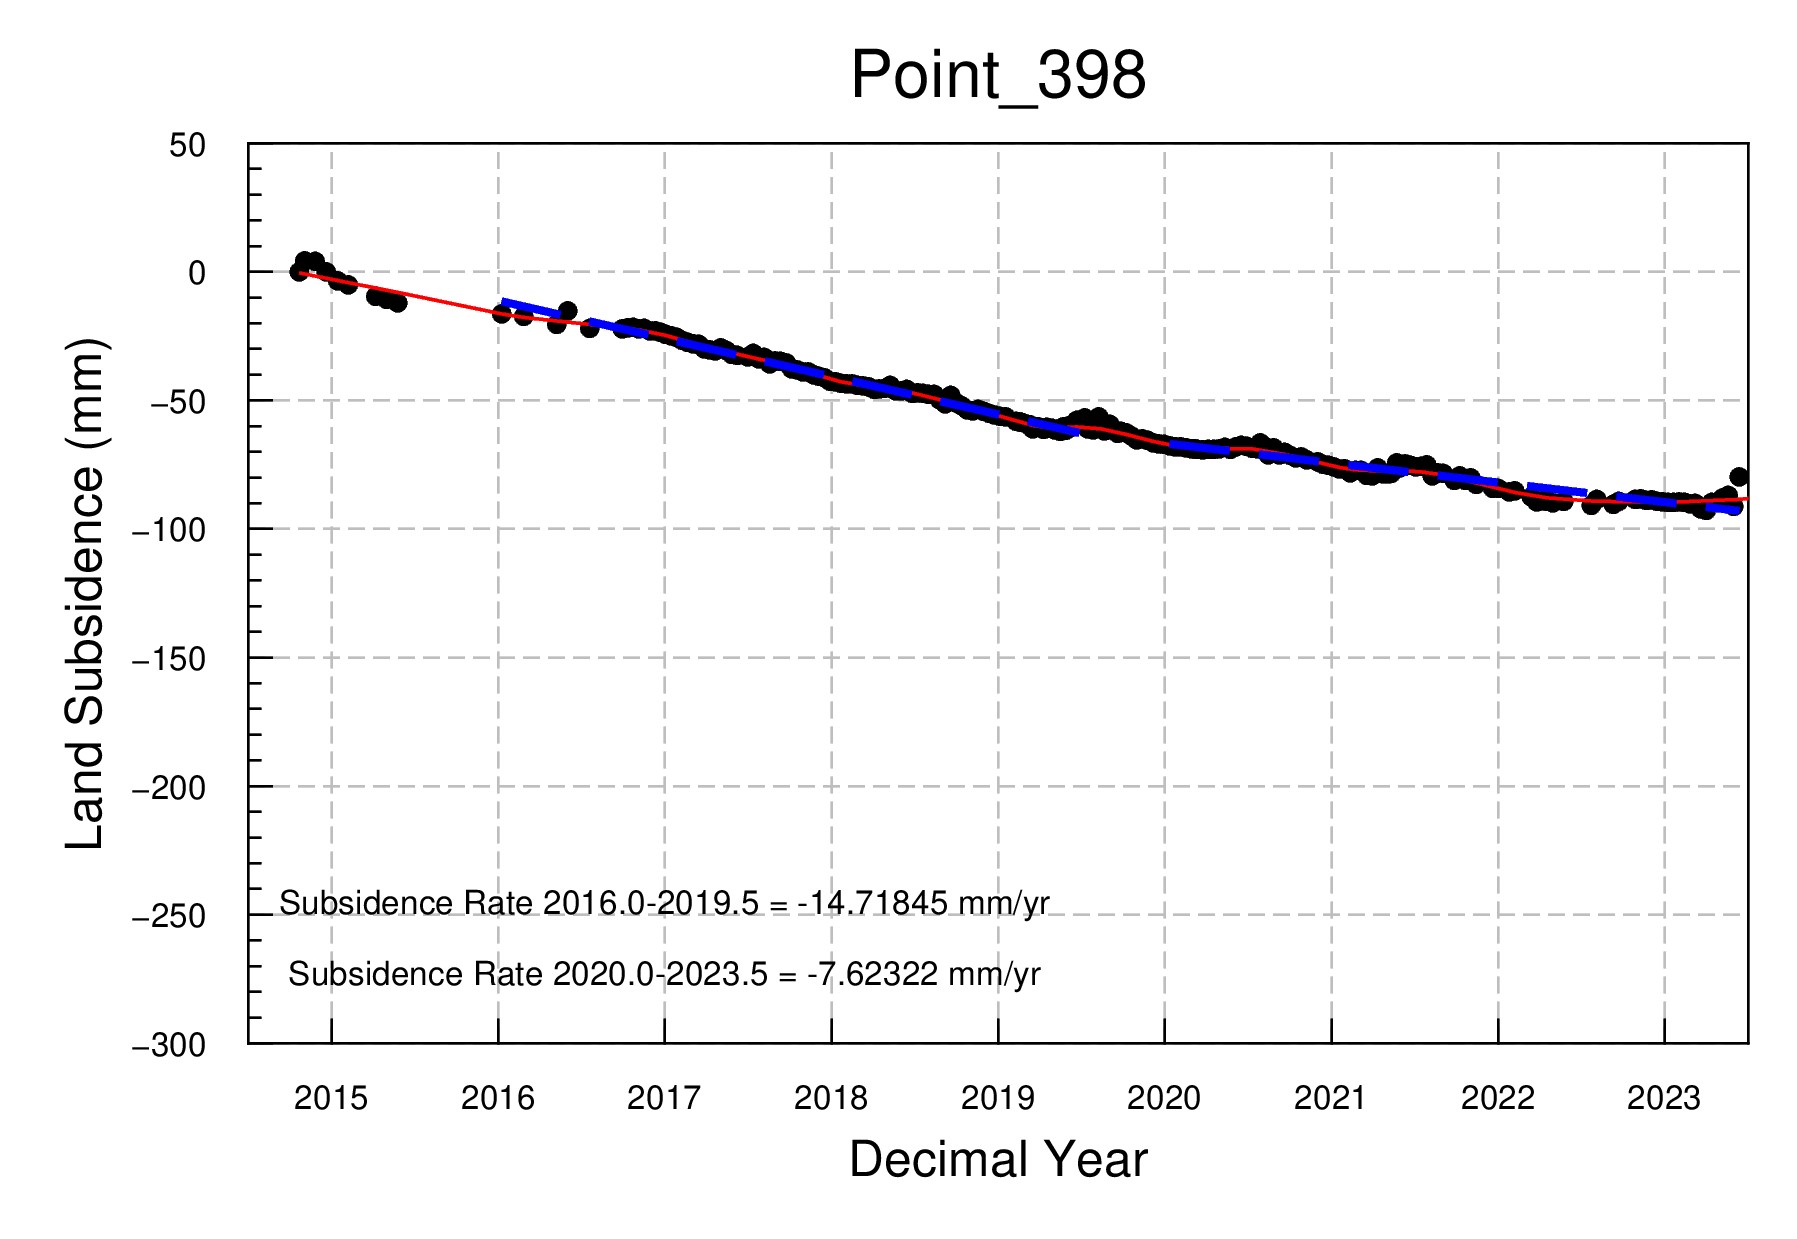 Point_398
50
0
−50
−100
−150
−200
−250
−300
Land Subsidence (mm)
Subsidence Rate 2016.0-2019.5 = -14.71845 mm/yr
Subsidence Rate 2020.0-2023.5 = -7.62322 mm/yr
2015 2016 2017 2018 2019 2020 2021 2022 2023
Decimal Year